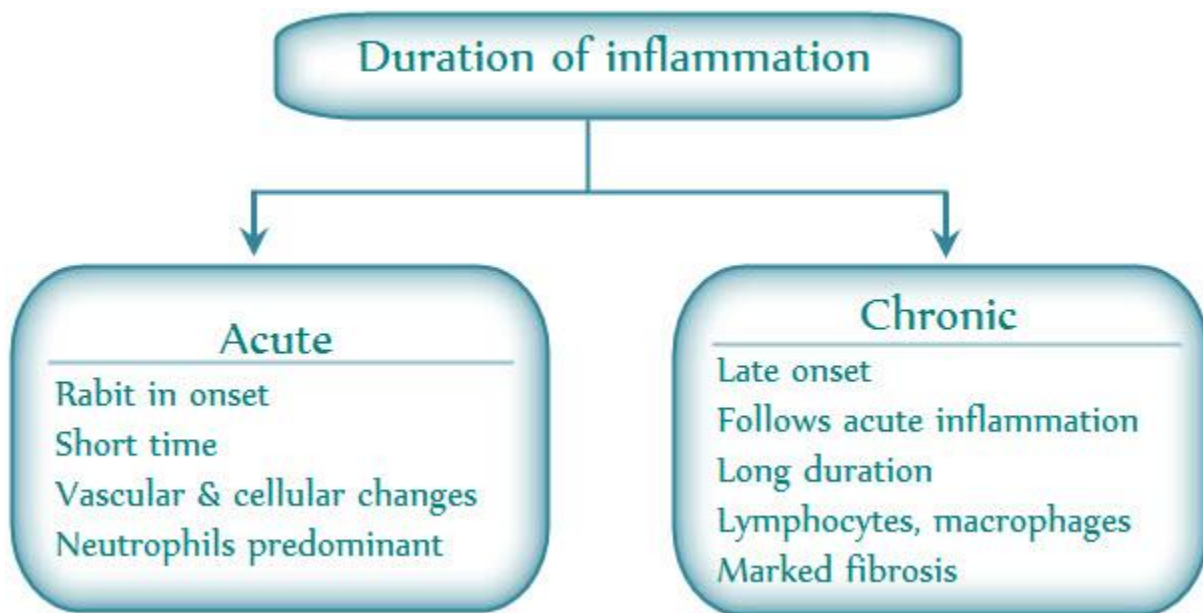 Duration of inflammation
Acute
Rabit in onset
Short time
Vascular & cellular changes
Neutrophils predominant
Chronic
Late onset
Follows acute inflammation
Long duration
Lymphocytes, macrophages
Marked fibrosis